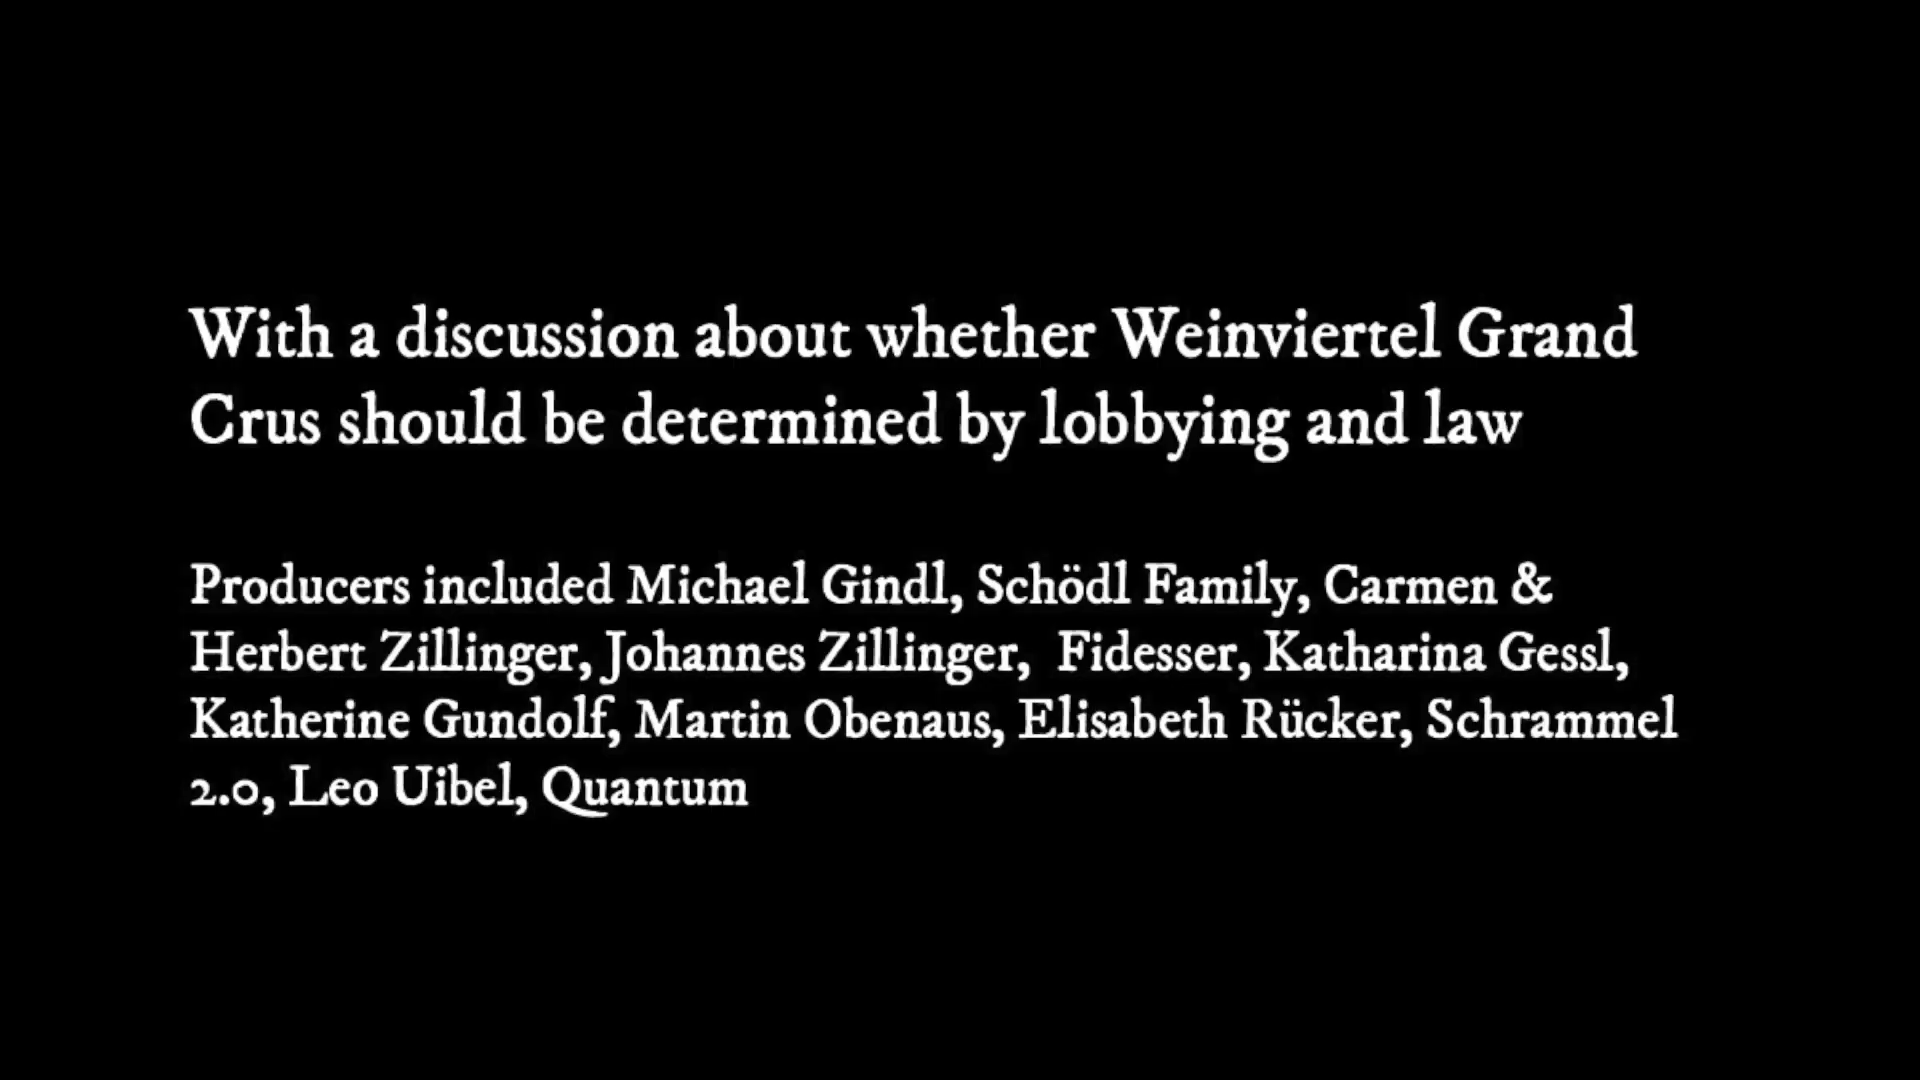 With a discussion about whether Weinviertel Grand
Crus should be determined by lobbying and law
Producers included Michael Gindl, Schödl Family, Carmen &
Herbert Zillinger, Johannes Zillinger,  Fidesser, Katharina Gessl,
Katherine Gundolf, Martin Obenaus, Elisabeth Rücker, Schrammel
2.0, Leo Uibel, Quantum